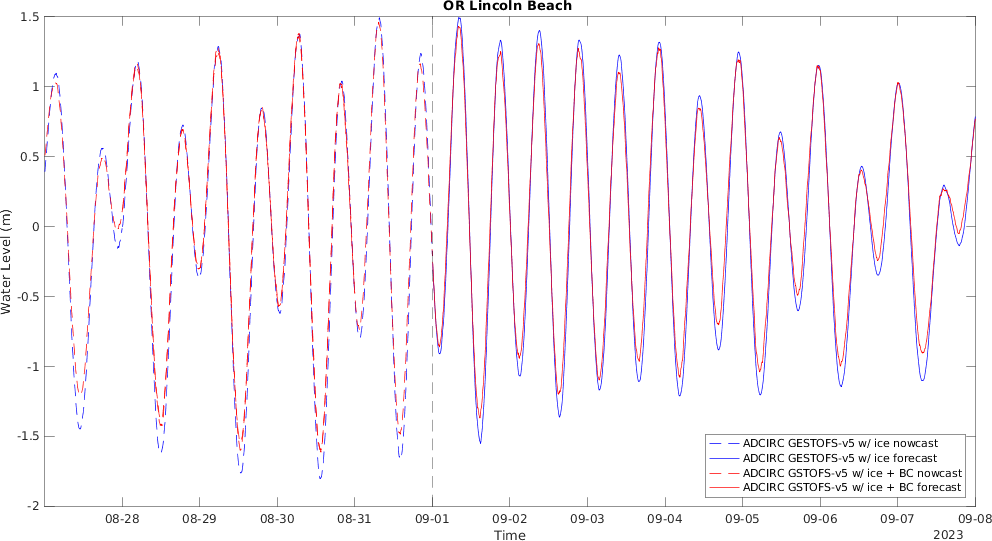 OR Lincoln Beach
1.5
1
0.5
0
-0.5
-1
-1.5
-2
Water Level (m)
ADCIRC GESTOFS-v5 w/ ice nowcast
ADCIRC GESTOFS-v5 w/ ice forecast
ADCIRC GSTOFS-v5 w/ ice + BC nowcast
ADCIRC GSTOFS-v5 w/ ice + BC forecast
08-28 08-29 08-30 08-31 09-01 09-02 09-03 09-04 09-05 09-06 09-07 09-08
Time
2023